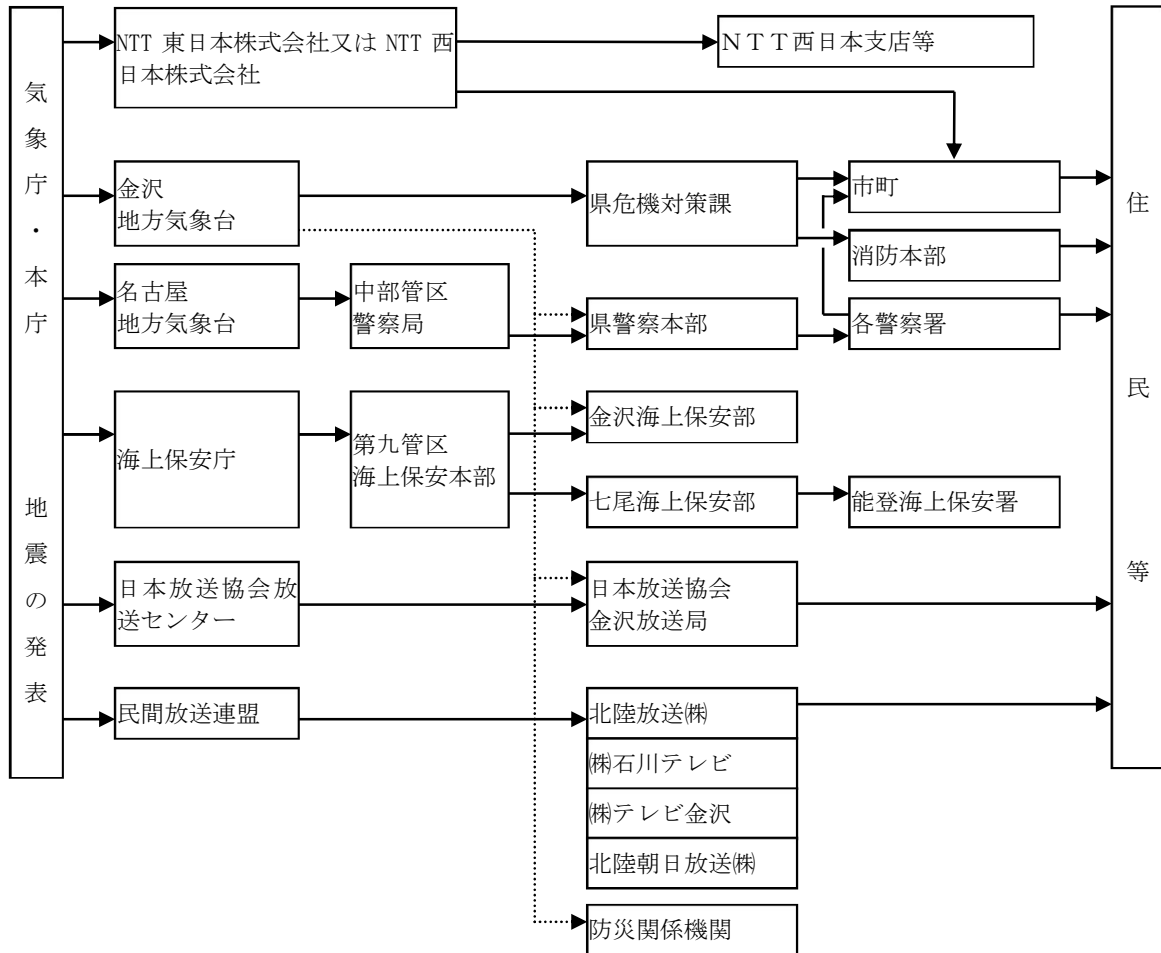 気象庁・本庁　地震の発表
NTT 東日本株式会社又は NTT 西
日本株式会社
ＮＴＴ西日本支店等
金沢
地方気象台
県危機対策課
市町
消防本部
名古屋
地方気象台
中部管区
警察局
県警察本部
各警察署
海上保安庁
第九管区
海上保安本部
金沢海上保安部
七尾海上保安部
能登海上保安署
日本放送協会放
送センター
日本放送協会
金沢放送局
民間放送連盟
北陸放送㈱
㈱石川テレビ
㈱テレビ金沢
北陸朝日放送㈱
防災関係機関
住民等